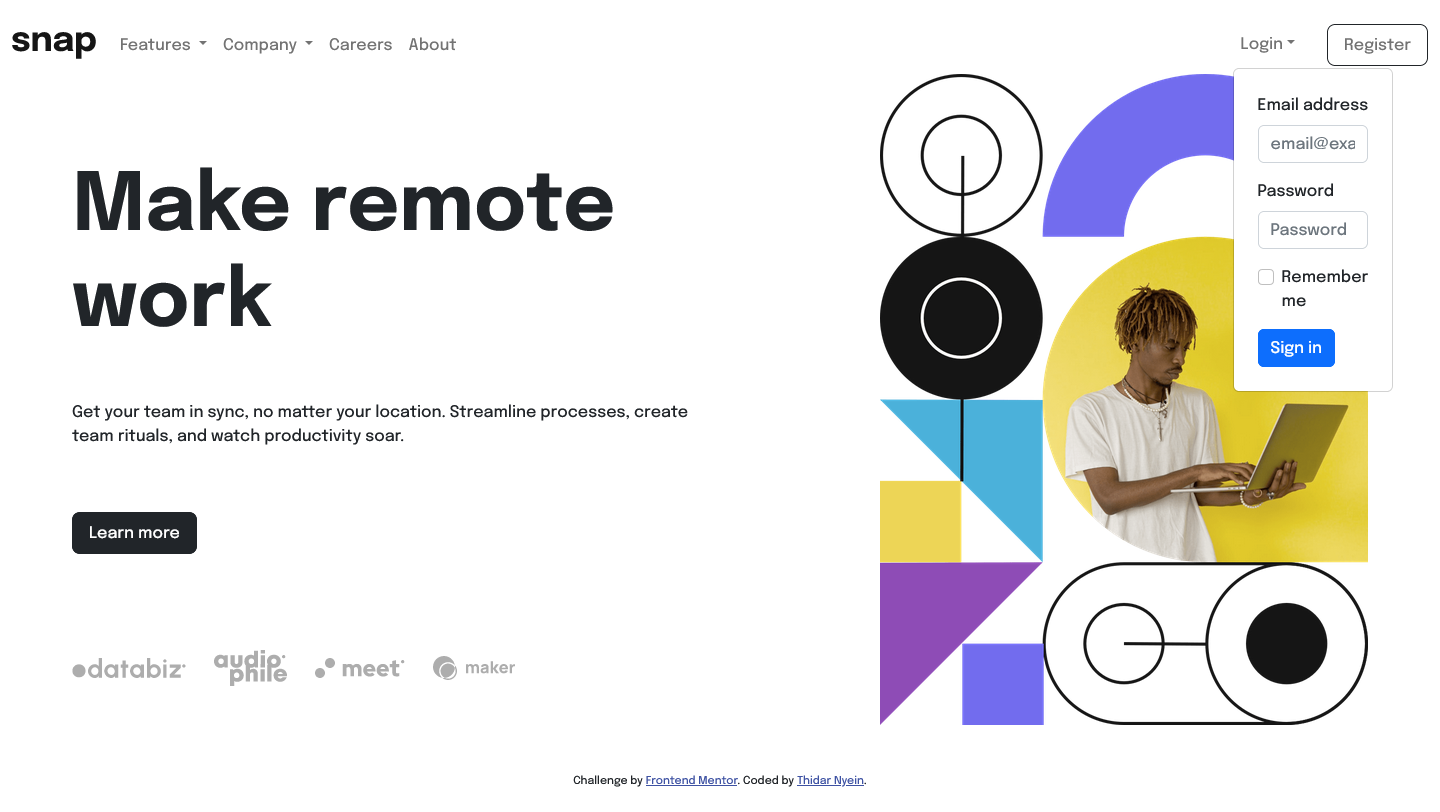 snap Features Company Careers About Login Register
Email address
email@exa
Password
Password
Remember
me
Sign in
Make remote
work
Get your team in sync, no matter your location. Streamline processes, create
team rituals, and watch productivity soar.
Learn more
databiz audiophile meet maker
Challenge by Frontend Mentor. Coded by Thidar Nyein.